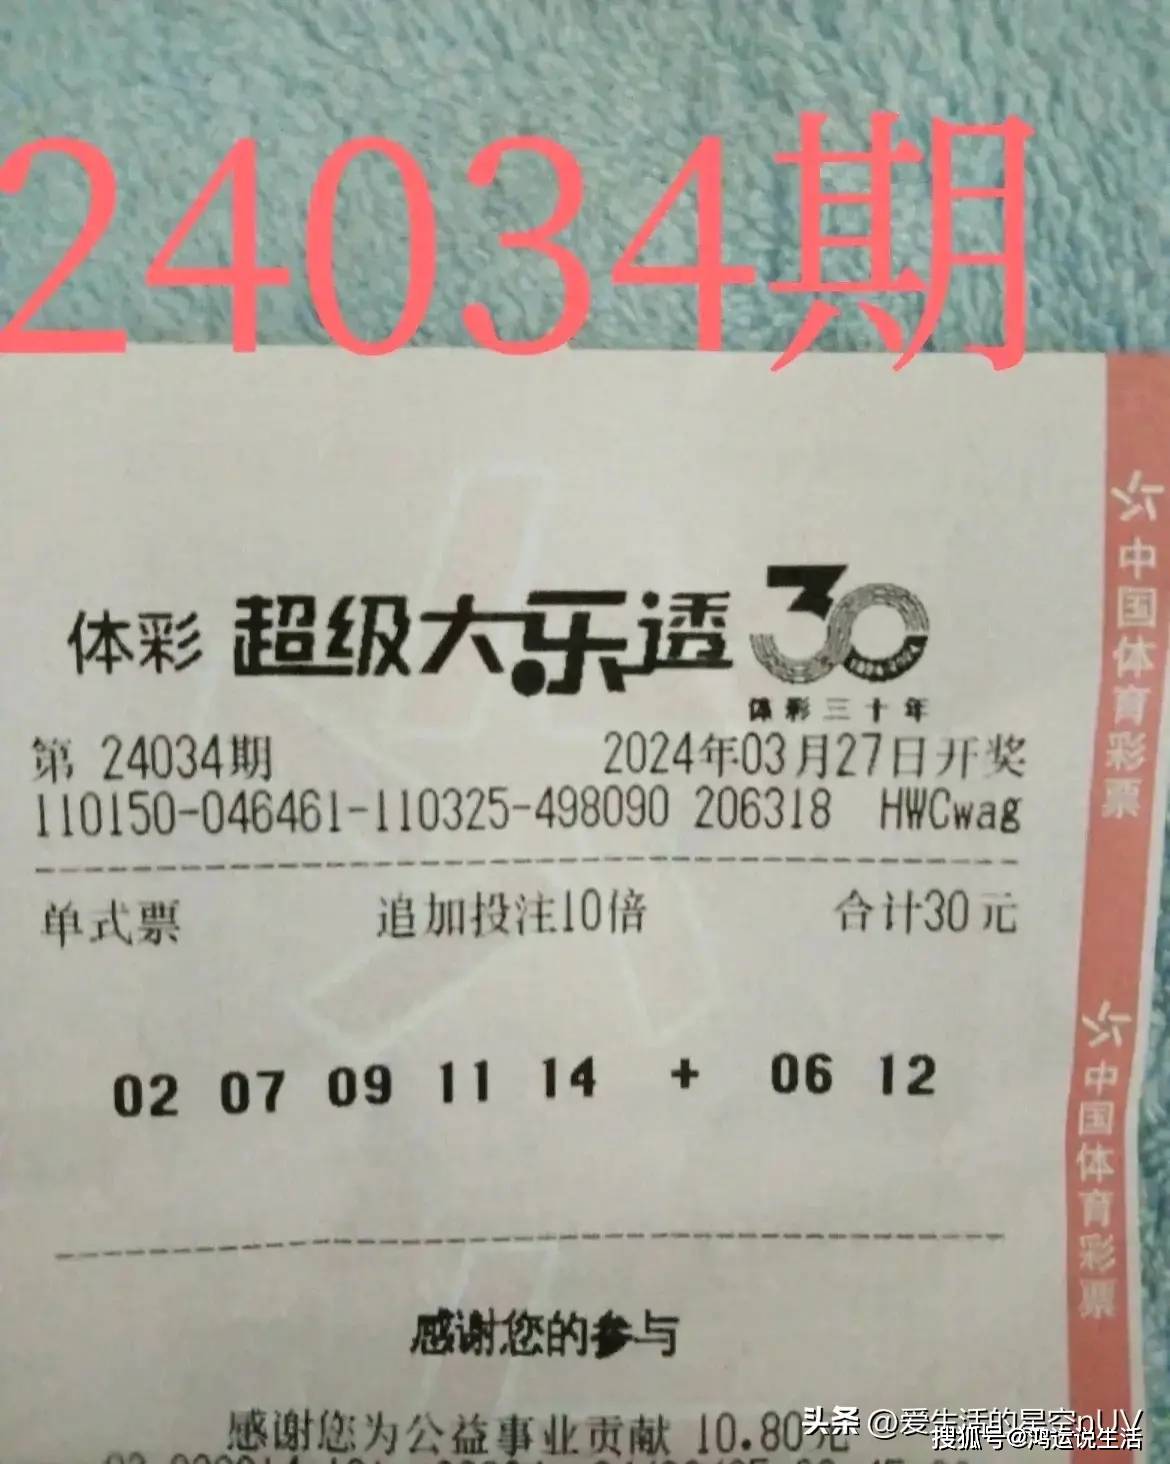 24034期
体彩 超级大乐透 30
体彩三十年
第 24034期 2024年03月27日开奖
110150-046461-110325-498090 206318 HWCwag
单式票 追加投注10倍 合计30元
02 07 09 11 14 + 06 12
感谢您的参与
感谢您为公益事业贡献 10.80元
中国体育彩票
中国体育彩票
头条 @爱生活的星空nUV
搜狐号@鸿运说生活